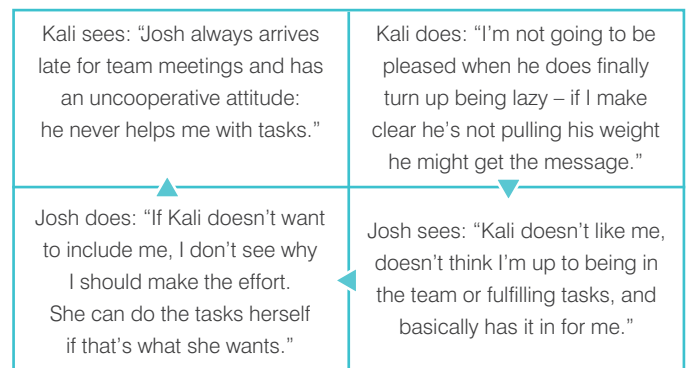 Kali sees: “Josh always arrives
late for team meetings and has
an uncooperative attitude:
he never helps me with tasks.”
Kali does: “I’m not going to be
pleased when he does finally
turn up being lazy – if I make
clear he’s not pulling his weight
he might get the message.”
Josh does: “If Kali doesn’t want
to include me, I don’t see why
I should make the effort.
She can do the tasks herself
if that’s what she wants.”
Josh sees: “Kali doesn’t like me,
doesn’t think I’m up to being in
the team or fulfilling tasks, and
basically has it in for me.”